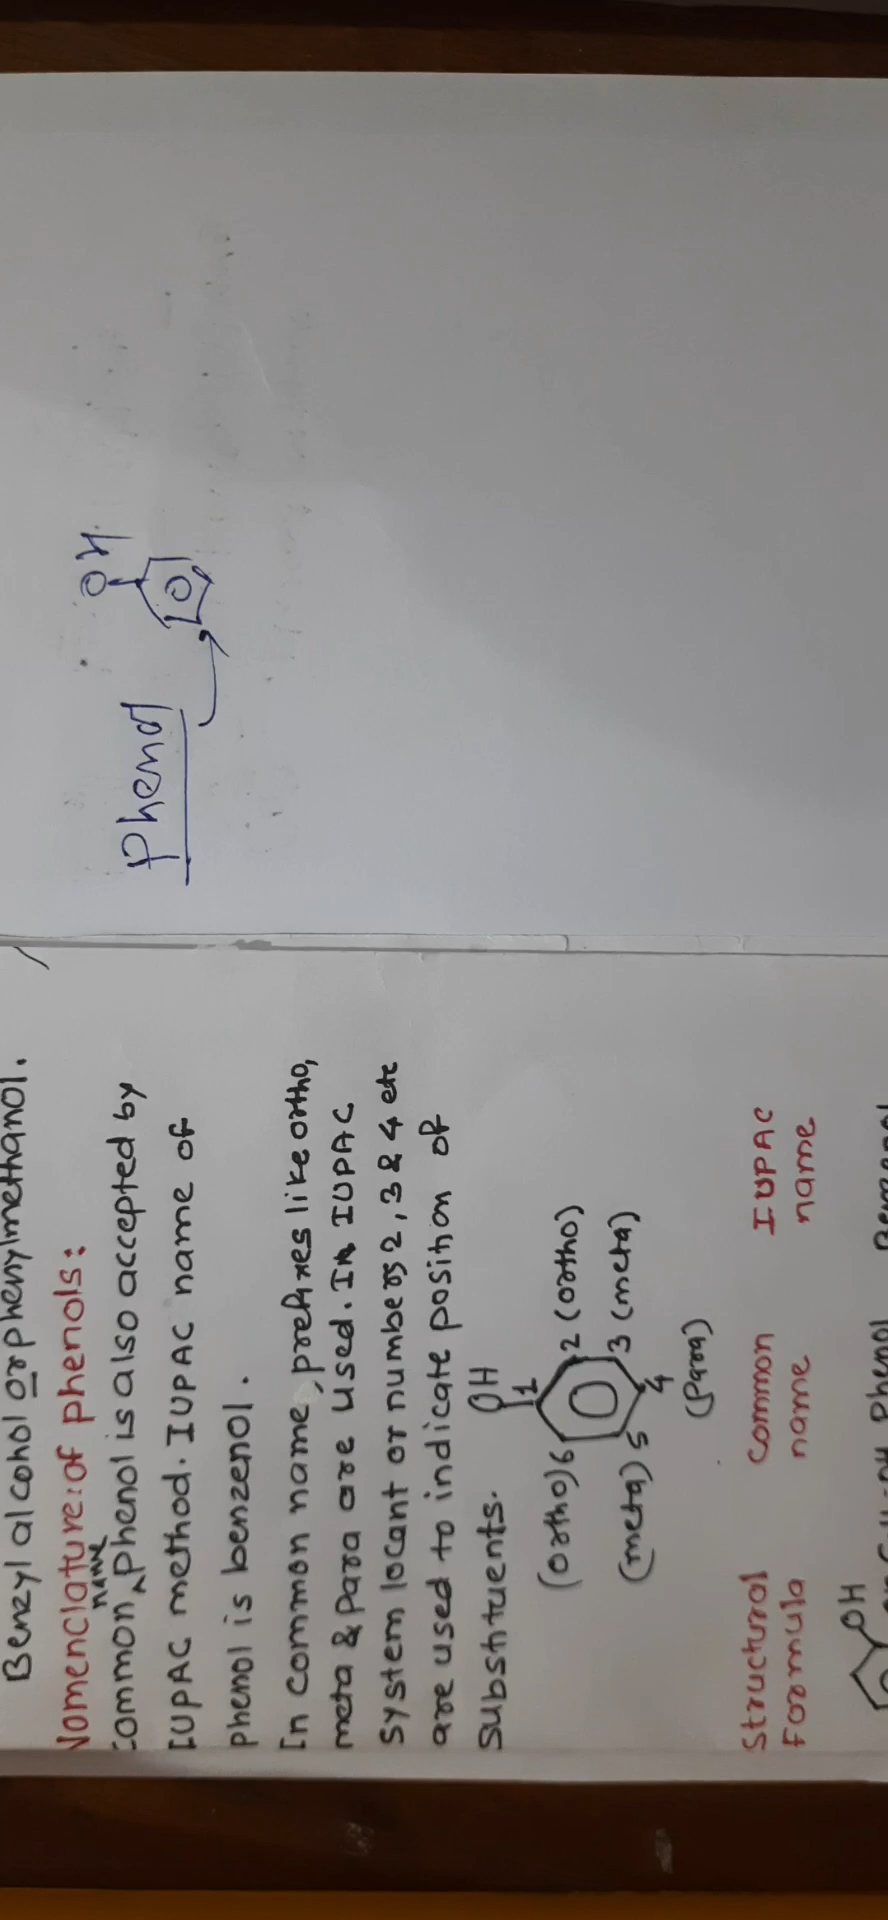 Benzyl alcohol or phenylmethanol.
Nomenclature: of phenols:
common name phenol is also accepted by
IUPAC method. IUPAC name of
phenol is benzenol.
In common name, prefixes like ortho,
meta & para are used. In IUPAC
system locant or numbers 2, 3 & 4 etc
are used to indicate position of
substituents.
OH
1
(ortho) 6 2 (ortho)
(meta) 5 3 (meta)
4
(para)
Structural Common IUPAC
Formula name name
OH
Phenol
Phenol
OH